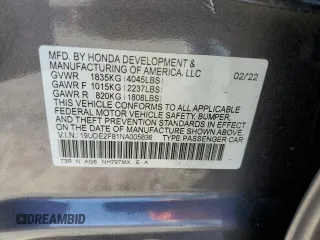 MFD. BY HONDA DEVELOPMENT &
MANUFACTURING OF AMERICA, LLC
GVWR 1835KG (4045LBS) 02/22
GAWR F 1015KG (2237LBS)
GAWR R 820KG (1808LBS)
THIS VEHICLE CONFORMS TO ALL APPLICABLE
FEDERAL MOTOR VEHICLE SAFETY, BUMPER,
AND THEFT PREVENTION STANDARDS IN EFFECT
ON THE DATE OF MANUFACTURE SHOWN ABOVE.
V.I.N.: 19UDE2F81NA005836 TYPE PASSENGER CAR
T3R N NH797MX E A
BIDFAMBID